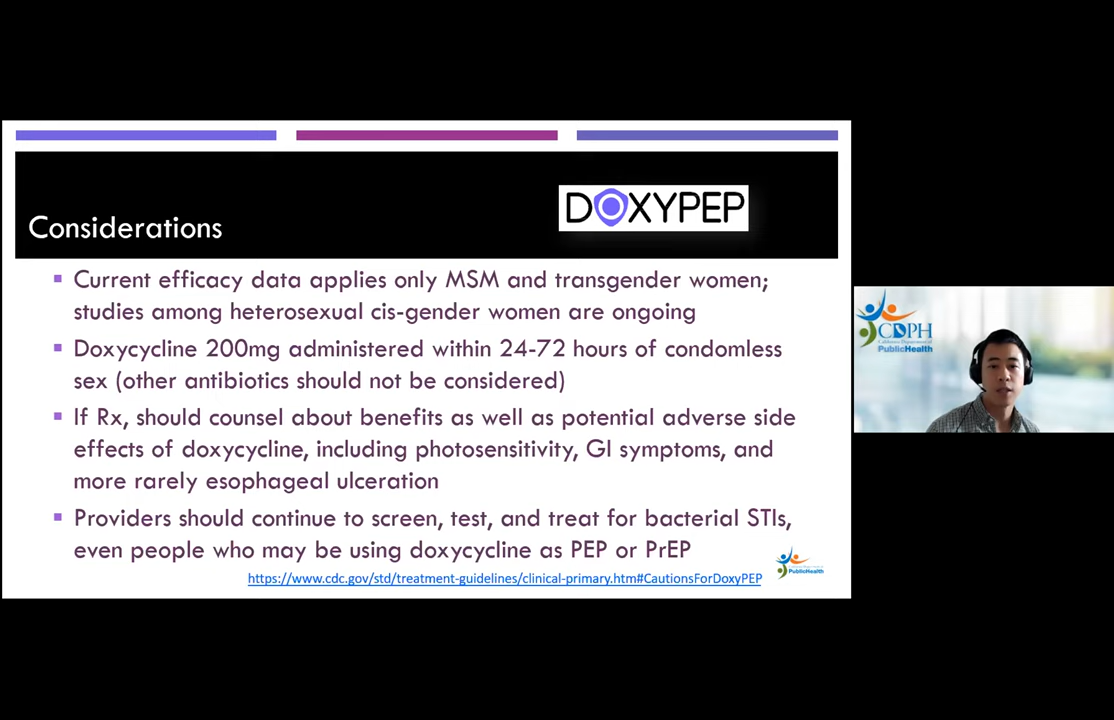 Considerations
DOXYPEP
Current efficacy data applies only MSM and transgender women;
studies among heterosexual cis-gender women are ongoing
Doxycycline 200mg administered within 24-72 hours of condomless
sex (other antibiotics should not be considered)
If Rx, should counsel about benefits as well as potential adverse side
effects of doxycycline, including photosensitivity, GI symptoms, and
more rarely esophageal ulceration
Providers should continue to screen, test, and treat for bacterial STIs,
even people who may be using doxycycline as PEP or PrEP
https://www.cdc.gov/std/treatment-guidelines/clinical-primary.htm#CautionsForDoxyPEP
PublicHealth
CDPH
California Department of
PublicHealth